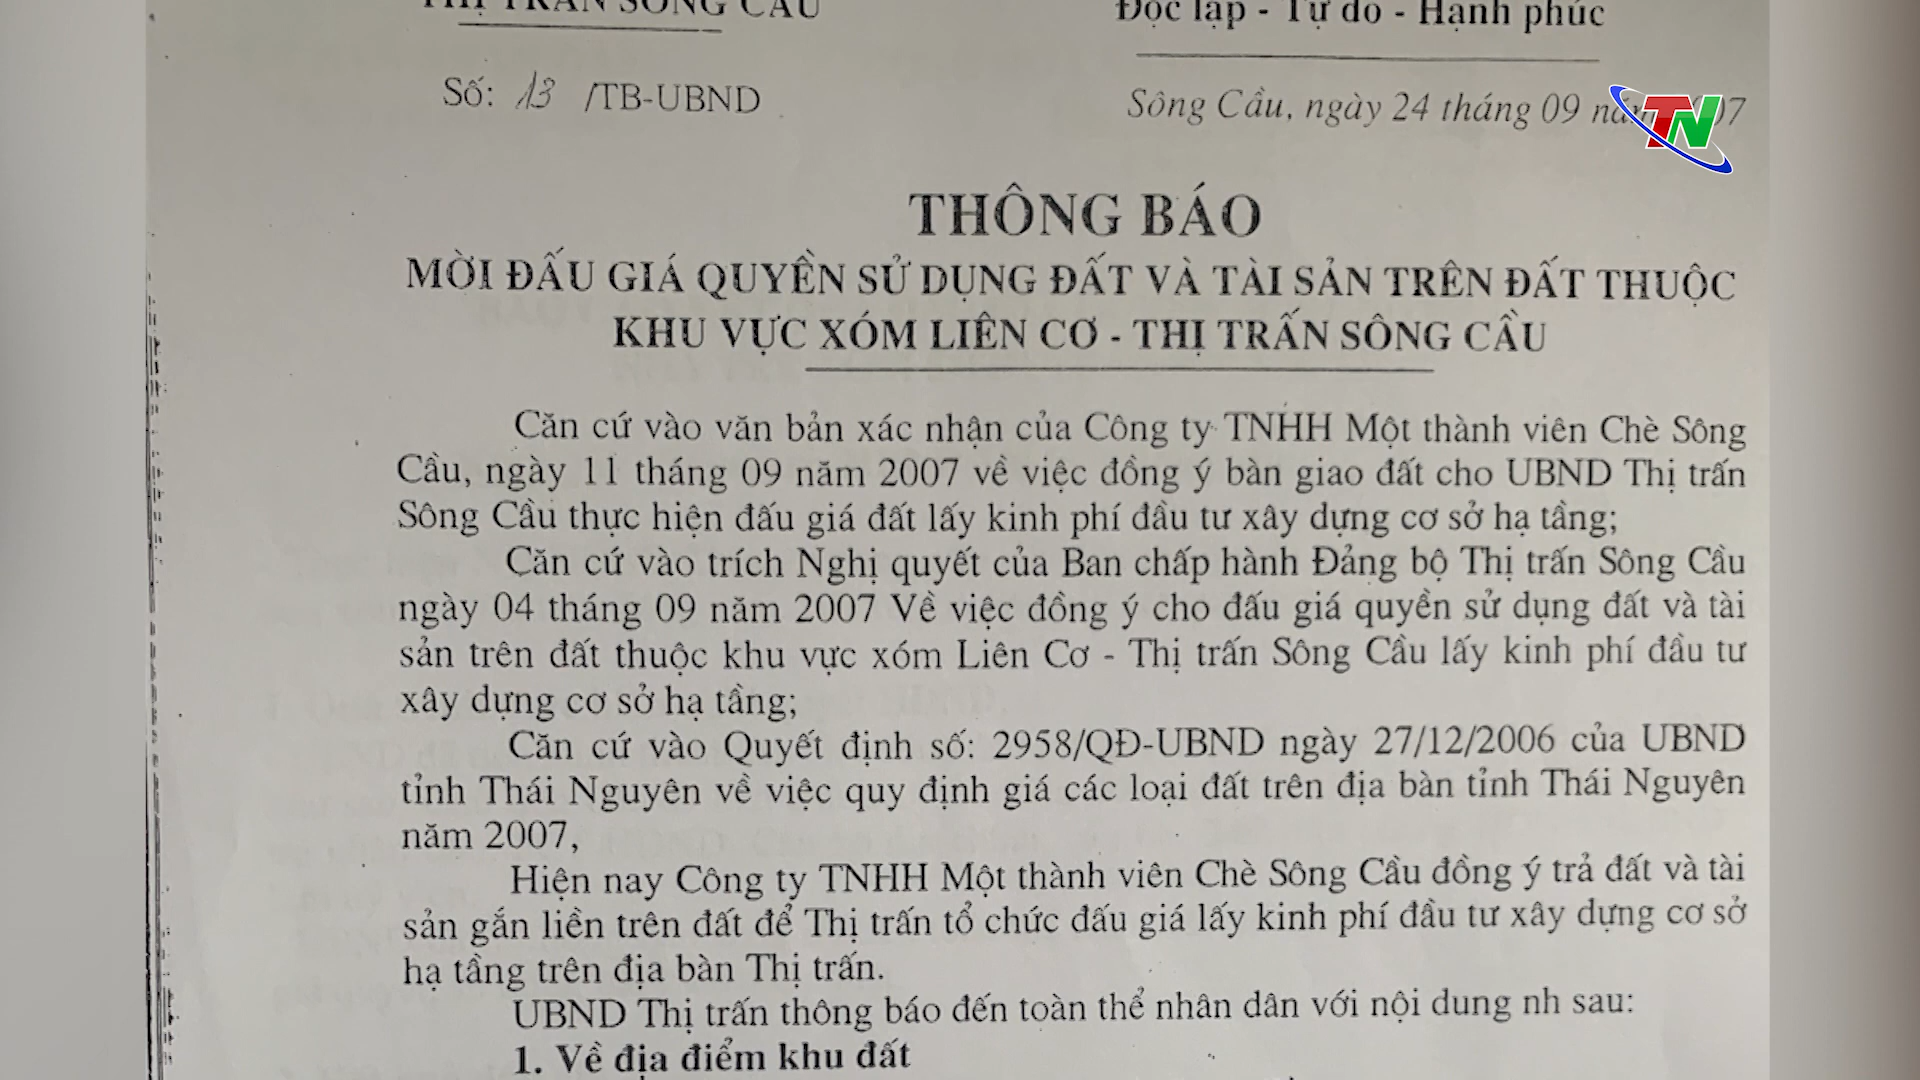 THỊ TRẤN SÔNG CẦU
Độc lập - Tự do - Hạnh phúc
Số: 13 /TB-UBND
Sông Cầu, ngày 24 tháng 09
TN
THÔNG BÁO
MỜI ĐẤU GIÁ QUYỀN SỬ DỤNG ĐẤT VÀ TÀI SẢN TRÊN ĐẤT THUỘC
KHU VỰC XÓM LIÊN CƠ - THỊ TRẤN SÔNG CẦU
Căn cứ vào văn bản xác nhận của Công ty TNHH Một thành viên Chè Sông
Cầu, ngày 11 tháng 09 năm 2007 về việc đồng ý bàn giao đất cho UBND Thị trấn
Sông Cầu thực hiện đấu giá đất lấy kinh phí đầu tư xây dựng cơ sở hạ tầng;
Căn cứ vào trích Nghị quyết của Ban chấp hành Đảng bộ Thị trấn Sông Cầu
ngày 04 tháng 09 năm 2007 Về việc đồng ý cho đấu giá quyền sử dụng đất và tài
sản trên đất thuộc khu vực xóm Liên Cơ - Thị trấn Sông Cầu lấy kinh phí đầu tư
xây dựng cơ sở hạ tầng;
Căn cứ vào Quyết định số: 2958/QĐ-UBND ngày 27/12/2006 của UBND
tỉnh Thái Nguyên về việc quy định giá các loại đất trên địa bàn tỉnh Thái Nguyên
năm 2007,
Hiện nay Công ty TNHH Một thành viên Chè Sông Cầu đồng ý trả đất và tài
sản gắn liền trên đất để Thị trấn tổ chức đấu giá lấy kinh phí đầu tư xây dựng cơ sở
hạ tầng trên địa bàn Thị trấn.
UBND Thị trấn thông báo đến toàn thể nhân dân với nội dung nh sau:
1. Về địa điểm khu đất